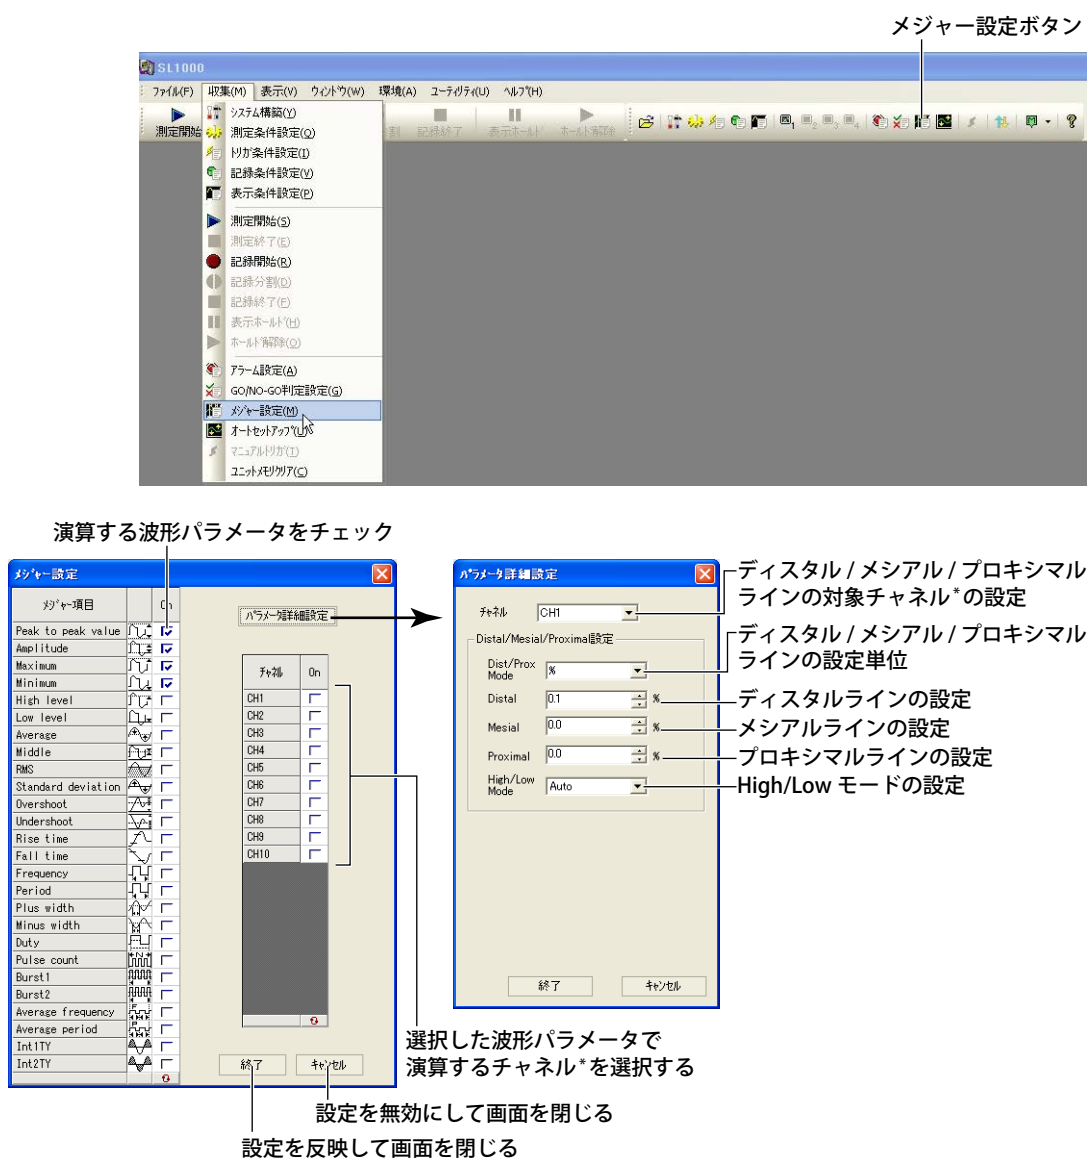 メジャー設定ボタン
SL1000
ファイル(F) 収集(M) 表示(V) ウィンドウ(W) 環境(A) ユーティリティ(U) ヘルプ(H)
測定開始 記録終了 表示ホールド ホールド解除
システム構築(Y)
測定条件設定(Q)
トリガ条件設定(I)
記録条件設定(V)
表示条件設定(P)
測定開始(S)
測定終了(E)
記録開始(R)
記録分割(D)
記録終了(F)
表示ホールド(H)
ホールド解除(O)
アラーム設定(A)
GO/NO-GO判定設定(G)
メジャー設定(M)
オートセットアップ(U)
マニュアルトリガ(T)
ユニットメモリクリア(C)
演算する波形パラメータをチェック
メジャー設定
メジャー項目 On
Peak to peak value
Amplitude
Maximum
Minimum
High level
Low level
Average
Middle
RMS
Standard deviation
Overshoot
Undershoot
Rise time
Fall time
Frequency
Period
Plus width
Minus width
Duty
Pulse count
Burst1
Burst2
Average frequency
Average period
Int1TY
Int2TY
パラメータ詳細設定
チャネル On
CH1
CH2
CH3
CH4
CH5
CH6
CH7
CH8
CH9
CH10
終了 キャンセル
パラメータ詳細設定
チャネル CH1
Distal/Mesial/Proximal設定
Dist/Prox Mode %
Distal 0.1 %
Mesial 0.0 %
Proximal 0.0 %
High/Low Mode Auto
終了 キャンセル
ディスタル / メシアル / プロキシマル
ラインの対象チャネル*の設定
ディスタル / メシアル / プロキシマル
ラインの設定単位
ディスタルラインの設定
メシアルラインの設定
プロキシマルラインの設定
High/Low モードの設定
選択した波形パラメータで
演算するチャネル*を選択する
設定を無効にして画面を閉じる
設定を反映して画面を閉じる